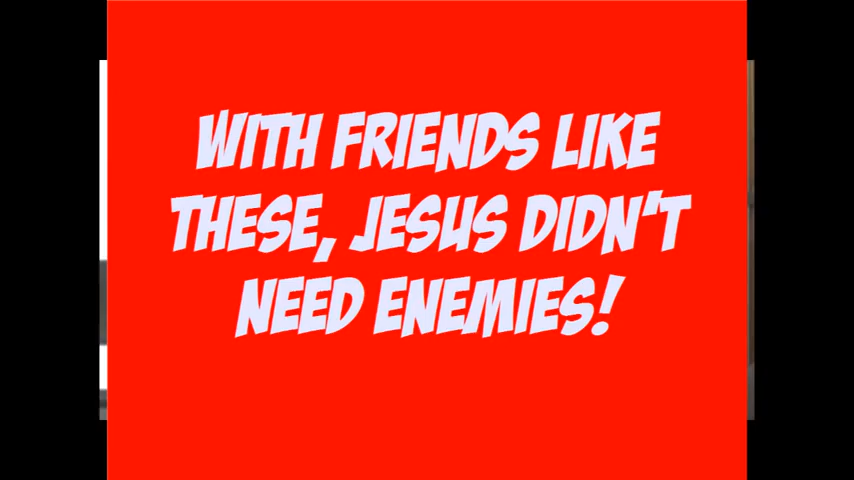 WITH FRIENDS LIKE
THESE, JESUS DIDN'T
NEED ENEMIES!